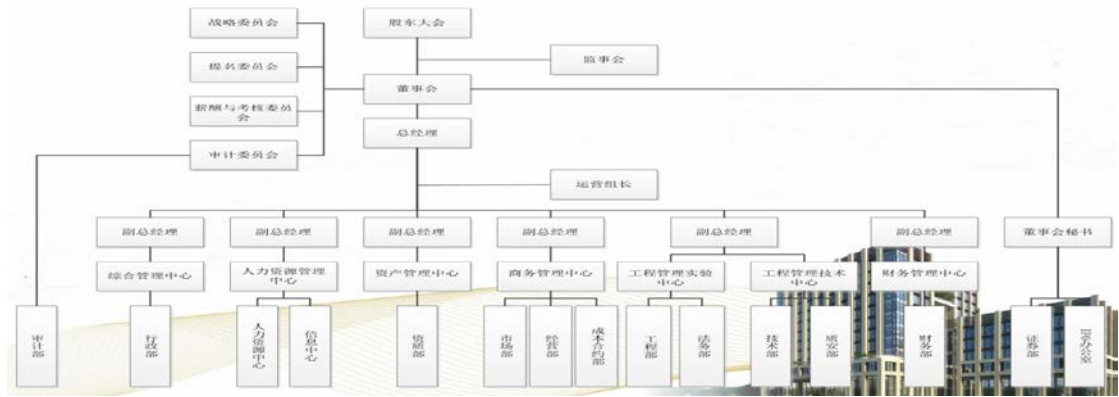 战略委员会
股东大会
监事会
提名委员会
董事会
薪酬与考核委员
会
总经理
审计委员会
运营组长
副总经理
副总经理
副总经理
副总经理
副总经理
副总经理
董事会秘书
综合管理中心
人力资源管理
中心
资产管理中心
商务管理中心
工程管理实验
中心
工程管理技术
中心
财务管理中心
审计部
行政部
人力资源中心
信息中心
资质部
市场部
经营部
成本合约部
工程部
法务部
技术部
质安部
财务部
证券部
IPO办公室